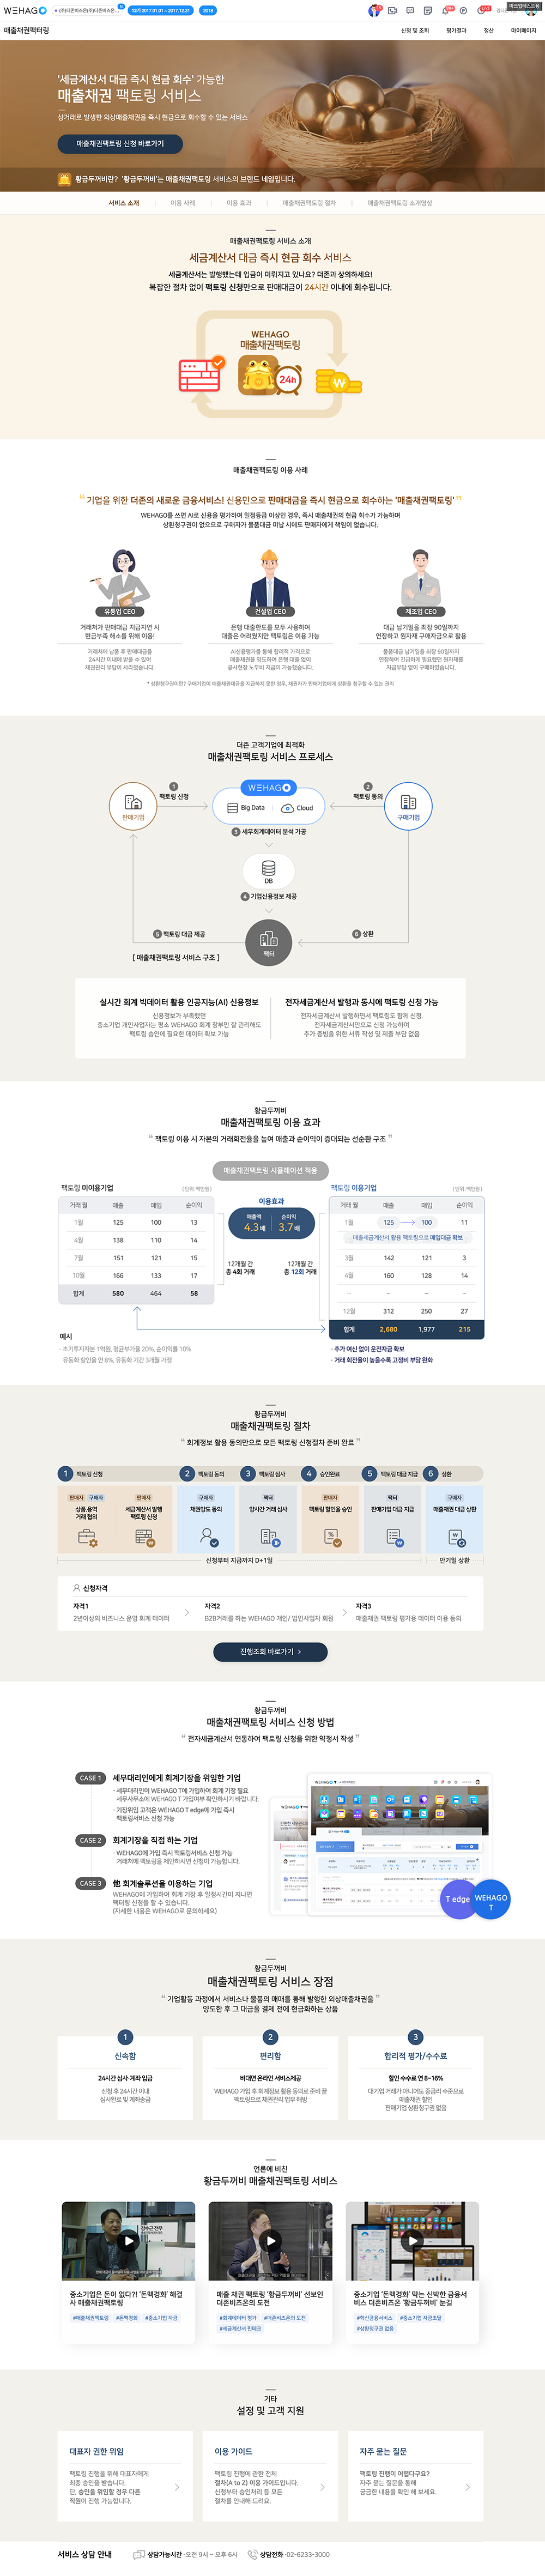 WEHAGO
2018
매출채권팩터링
신청 및 조회
평가결과
정산
마이페이지
'세금계산서 대금 즉시 현금 회수' 가능한
매출채권 팩토링 서비스
상거래로 발생한 외상매출채권을 즉시 현금으로 회수할 수 있는 서비스
매출채권팩토링 신청 바로가기
황금두꺼비란? '황금두꺼비'는 매출채권팩토링 서비스의 브랜드 네임입니다.
서비스 소개
이용 사례
이용 효과
매출채권팩토링 절차
매출채권팩토링 소개영상
매출채권팩토링 서비스 소개
세금계산서 대금 즉시 현금 회수 서비스
세금계산서는 발행했는데 입금이 미뤄지고 있나요? 더존과 상의하세요!
복잡한 절차 없이 팩토링 신청만으로 판매대금이 24시간 이내에 회수됩니다.
WEHAGO
매출채권팩토링
24h
매출채권팩토링 이용 사례
“ 기업을 위한 더존의 새로운 금융서비스! 신용만으로 판매대금을 즉시 현금으로 회수하는 '매출채권팩토링' ”
WEHAGO를 쓰면 AI로 신용을 평가하여 일정등급 이상인 경우, 즉시 매출채권의 현금 회수가 가능하며
상환청구권이 없으므로 구매자가 물품대금 미납 시에도 판매자에게 책임이 없습니다.
유통업 CEO
건설업 CEO
제조업 CEO
거래처가 판매대금 지급지연 시
현금부족 해소를 위해 이용!
은행 대출한도를 모두 사용하여
대출은 어려웠지만 팩토링은 이용 가능
대금 납기일을 최장 90일까지
연장하고 원자재 구매자금으로 활용
거래처에 납품 후 판매대금을
24시간 이내에 받을 수 있어
채권관리 부담이 사라졌습니다.
AI신용평가를 통해 합리적 가격으로
매출채권을 양도하여 은행 대출 없이
공사현장 노무비 지급이 가능했습니다.
물품대금 납기일을 최장 90일까지
연장하여 긴급하게 필요했던 원자재를
자금부담 없이 구매하였습니다.
* 상환청구권이란? 구매기업이 매출채권대금을 지급하지 못한 경우, 채권자가 판매기업에게 상환을 청구할 수 있는 권리
더존 고객기업에 최적화
매출채권팩토링 서비스 프로세스
판매기업
1
팩토링 신청
WEHAGO
Big Data
Cloud
2
팩토링 동의
구매기업
3 세무회계데이터 분석 가공
DB
4 기업신용정보 제공
5 팩토링 대금 제공
팩터
6 상환
[ 매출채권팩토링 서비스 구조 ]
실시간 회계 빅데이터 활용 인공지능(AI) 신용정보
신용정보가 부족했던
중소기업 개인사업자는 평소 WEHAGO 회계 장부만 잘 관리해도
팩토링 승인에 필요한 데이터 확보 가능
전자세금계산서 발행과 동시에 팩토링 신청 가능
전자세금계산서 발행하면서 팩토링도 함께 신청,
전자세금계산서만으로 신청 가능하여
추가 증빙을 위한 서류 작성 및 제출 부담 없음
황금두꺼비
매출채권팩토링 이용 효과
“ 팩토링 이용 시 자본의 거래회전율을 높여 매출과 순이익이 증대되는 선순환 구조 ”
매출채권팩토링 시뮬레이션 적용
팩토링 미이용기업
(단위:백만원)
거래 월 매출 매입 순이익
1월 125 100 13
4월 138 110 14
7월 151 121 15
10월 166 133 17
합계 580 464 58
이용효과
매출액 순이익
4.3 배 3.7 배
12개월 간
총 4회 거래
12개월 간
총 12회 거래
팩토링 이용기업
(단위:백만원)
거래 월 매출 매입 순이익
1월 125 100 11
매출세금계산서 활용 팩토링으로 매입대금 확보
3월 142 121 3
4월 160 128 14
– – – –
12월 312 250 27
합계 2,680 1,977 215
예시
· 초기투자자본 1억원, 평균부가율 20%, 순이익률 10%
유동화 할인율 연 8%, 유동화 기간 3개월 가정
· 추가 여신 없이 운전자금 확보
· 거래 회전율이 높을수록 고정비 부담 완화
황금두꺼비
매출채권팩토링 절차
“ 회계정보 활용 동의만으로 모든 팩토링 신청절차 준비 완료 ”
1 팩토링 신청
2 팩토링 동의
3 팩토링 심사
4 승인완료
5 팩토링 대금 지급
6 상환
판매자 구매자
상품,용역
거래 협의
판매자
세금계산서 발행
팩토링 신청
구매자
채권양도 동의
팩터
양사간 거래 심사
판매자
팩토링 할인율 승인
팩터
판매기업 대금 지급
구매자
매출채권 대금 상환
신청부터 지급까지 D+1일
만기일 상환
신청자격
자격1
2년이상의 비즈니스 운영 회계 데이터
자격2
B2B거래를 하는 WEHAGO 개인/ 법인사업자 회원
자격3
매출채권 팩토링 평가용 데이터 이용 동의
진행조회 바로가기 >
황금두꺼비
매출채권팩토링 서비스 신청 방법
“ 전자세금계산서 연동하여 팩토링 신청을 위한 약정서 작성 ”
CASE 1
세무대리인에게 회계기장을 위임한 기업
· 세무대리인이 WEHAGO T에 가입하여 회계 기장 필요
세무사무소에 WEHAGO T 가입여부 확인하시기 바랍니다.
· 기장위임 고객은 WEHAGO T edge에 가입 즉시
팩토링서비스 신청 가능
CASE 2
회계기장을 직접 하는 기업
· WEHAGO에 가입 즉시 팩토링서비스 신청 가능
거래처에 팩토링을 제안하시면 신청이 가능합니다.
CASE 3
他 회계솔루션을 이용하는 기업
WEHAGO에 가입하여 회계 기장 후 일정시간이 지나면
팩터링 신청을 할 수 있습니다.
(자세한 내용은 WEHAGO로 문의하세요)
T edge
WEHAGO
T
황금두꺼비
매출채권팩토링 서비스 장점
“ 기업활동 과정에서 서비스나 물품의 매매를 통해 발행한 외상매출채권을 ”
양도한 후 그 대금을 결제 전에 현금화하는 상품
1
신속함
24시간 심사·계좌 입금
신청 후 24시간 이내
심사완료 및 계좌송금
2
편리함
비대면 온라인 서비스제공
WEHAGO 가입 후 회계정보 활용 동의로 준비 끝
팩토링으로 채권관리 업무 해방
3
합리적 평가/수수료
할인 수수료 연 8~16%
대기업 거래가 아니어도 중금리 수준으로
매출채권 할인
판매기업 상환청구권 없음
언론에 비친
황금두꺼비 매출채권팩토링 서비스
중소기업은 돈이 없다?! '돈맥경화' 해결
사 매출채권팩토링
#매출채권팩토링 #돈맥경화 #중소기업 자금
매출 채권 팩토링 '황금두꺼비' 선보인
더존비즈온의 도전
#회계데이터 평가 #더존비즈온의 도전
#세금계산서 핀테크
중소기업 '돈맥경화' 막는 신박한 금융서
비스 더존비즈온 '황금두꺼비' 눈길
#혁신금융서비스 #중소기업 자금조달
#상환청구권 없음
기타
설정 및 고객 지원
대표자 권한 위임
팩토링 진행을 위해 대표자에게
최종 승인을 받습니다.
단, 승인을 위임할 경우 다른
직원이 진행 가능합니다.
이용 가이드
팩토링 진행에 관한 전체
절차(A to Z) 이용 가이드입니다.
신청부터 승인처리 등 모든
절차를 안내해 드려요.
자주 묻는 질문
팩토링 진행이 어렵다구요?
자주 묻는 질문을 통해
궁금한 내용을 확인 해 보세요.
서비스 상담 안내
상담가능시간 ·오전 9시 ~ 오후 6시
상담전화 ·02-6233-3000